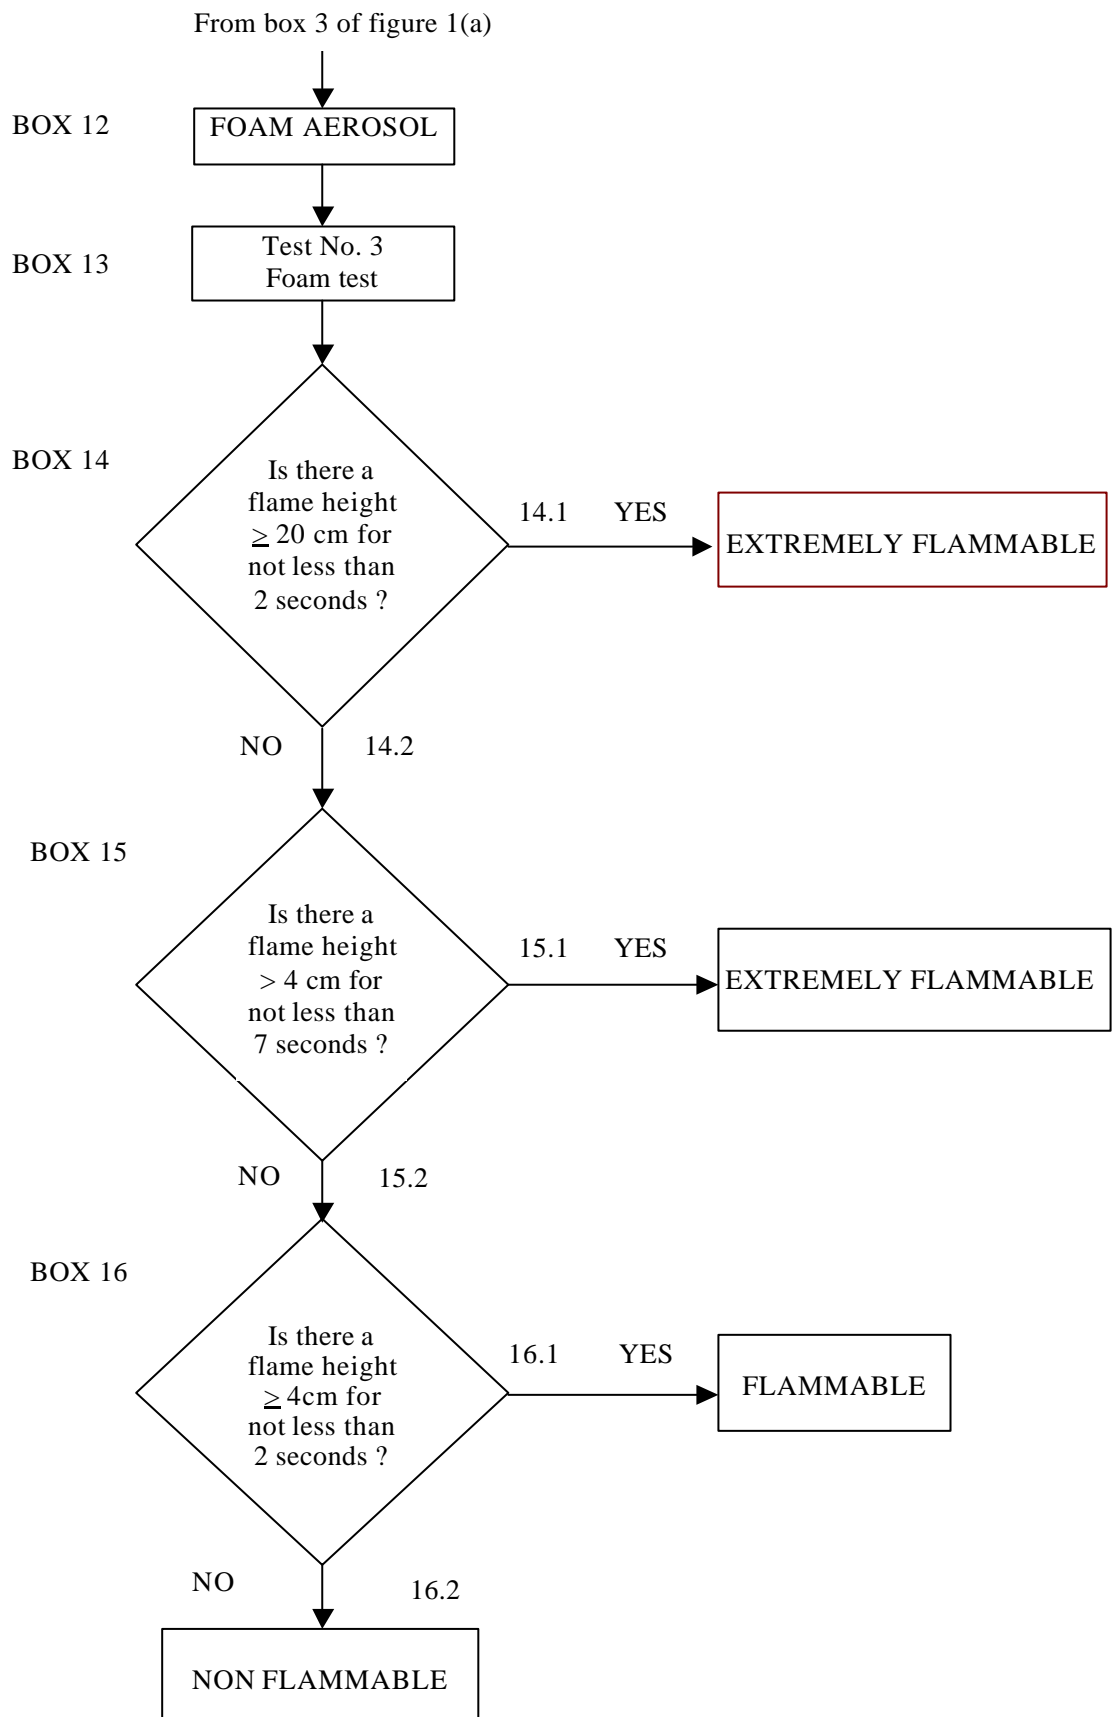 From box 3 of figure 1(a)
BOX 12
FOAM AEROSOL
BOX 13
Test No. 3
Foam test
BOX 14
Is there a
flame height
≥ 20 cm for
not less than
2 seconds ?
14.1 YES
EXTREMELY FLAMMABLE
NO 14.2
BOX 15
Is there a
flame height
> 4 cm for
not less than
7 seconds ?
15.1 YES
EXTREMELY FLAMMABLE
NO 15.2
BOX 16
Is there a
flame height
≥ 4cm for
not less than
2 seconds ?
16.1 YES
FLAMMABLE
NO 16.2
NON FLAMMABLE